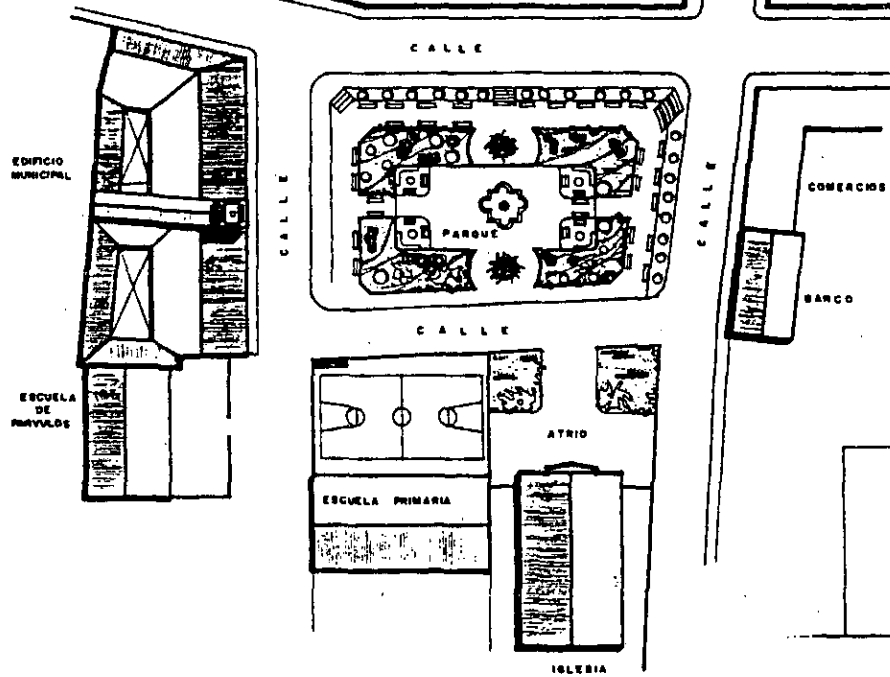 CALLE
EDIFICIO
MUNICIPAL
CALLE
CALLE
COMERCIOS
PARQUE
BANCO
CALLE
ESCUELA
DE
PARVULOS
ATRIO
ESCUELA PRIMARIA
IGLESIA